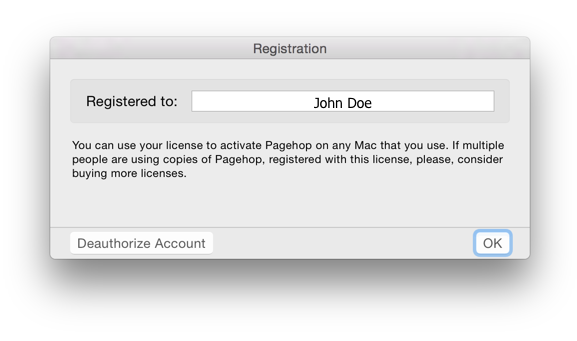 Registration
Registered to: John Doe
You can use your license to activate Pagehop on any Mac that you use. If multiple
people are using copies of Pagehop, registered with this license, please, consider
buying more licenses.
Deauthorize Account OK